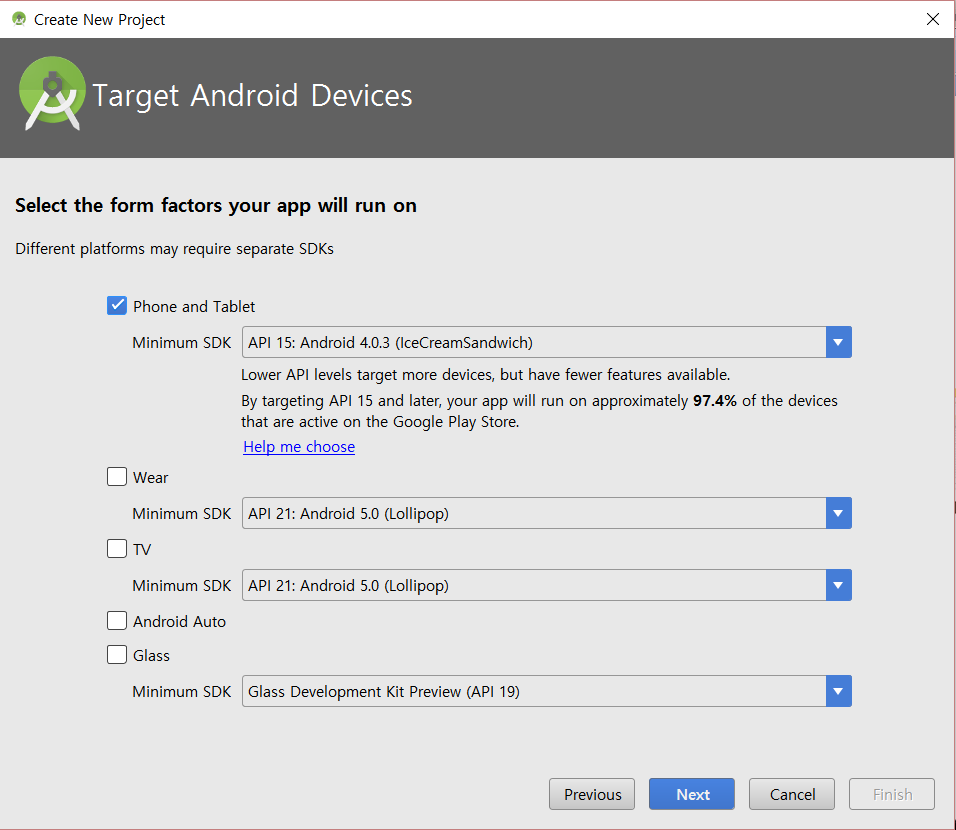 Create New Project
Target Android Devices
Select the form factors your app will run on
Different platforms may require separate SDKs
Phone and Tablet
Minimum SDK API 15: Android 4.0.3 (IceCreamSandwich)
Lower API levels target more devices, but have fewer features available.
By targeting API 15 and later, your app will run on approximately 97.4% of the devices
that are active on the Google Play Store.
Help me choose
Wear
Minimum SDK API 21: Android 5.0 (Lollipop)
TV
Minimum SDK API 21: Android 5.0 (Lollipop)
Android Auto
Glass
Minimum SDK Glass Development Kit Preview (API 19)
Previous Next Cancel Finish